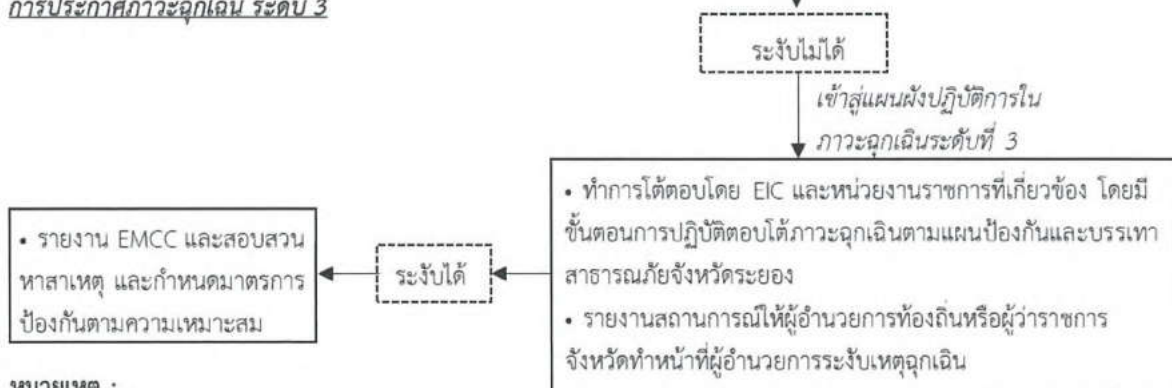 การประกาศภาวะฉุกเฉิน ระดับ 3
ระงับไม่ได้
เข้าสู่แผนผังปฏิบัติการใน
ภาวะฉุกเฉินระดับที่ 3
• ทำการโต้ตอบโดย EIC และหน่วยงานราชการที่เกี่ยวข้อง โดยมี
ขั้นตอนการปฏิบัติตอบโต้ภาวะฉุกเฉินตามแผนป้องกันและบรรเทา
สาธารณภัยจังหวัดระยอง
• รายงานสถานการณ์ให้ผู้อำนวยการท้องถิ่นหรือผู้ว่าราชการ
จังหวัดทำหน้าที่ผู้อำนวยการระงับเหตุฉุกเฉิน
ระงับได้
• รายงาน EMCC และสอบสวน
หาสาเหตุ และกำหนดมาตรการ
ป้องกันตามความเหมาะสม
หมายเหตุ :